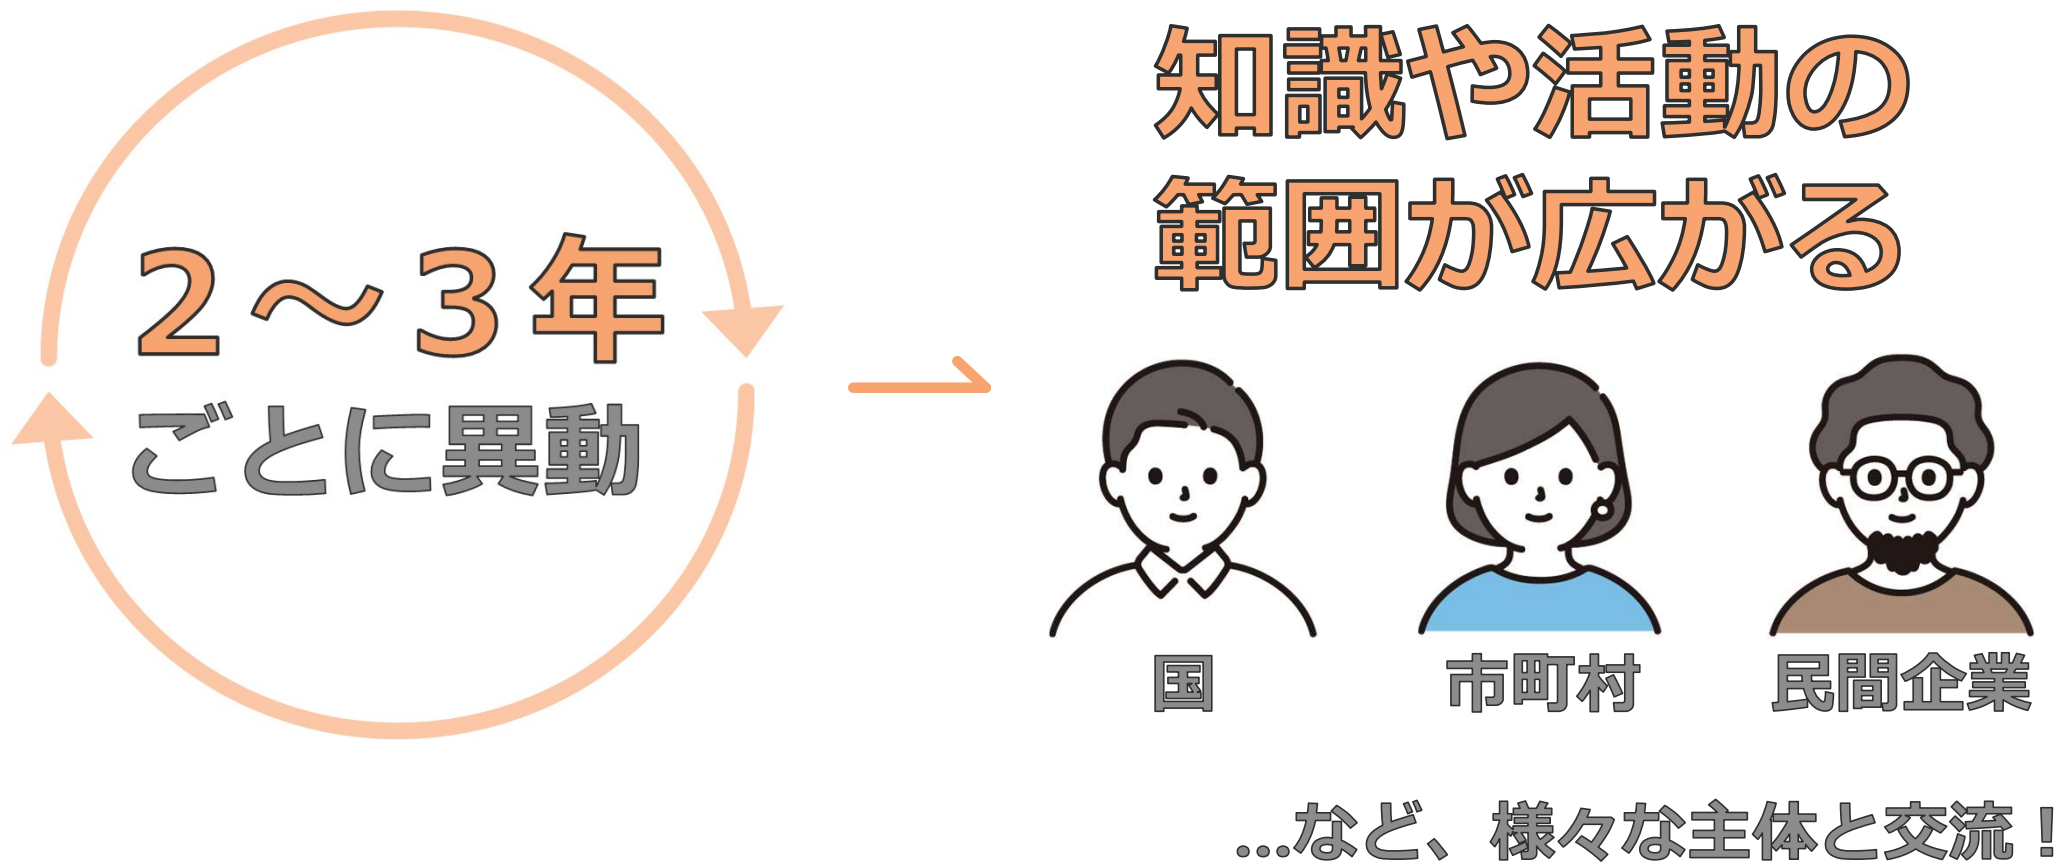 ２～３年
ごとに異動
知識や活動の
範囲が広がる
国
市町村
民間企業
…など、様々な主体と交流！